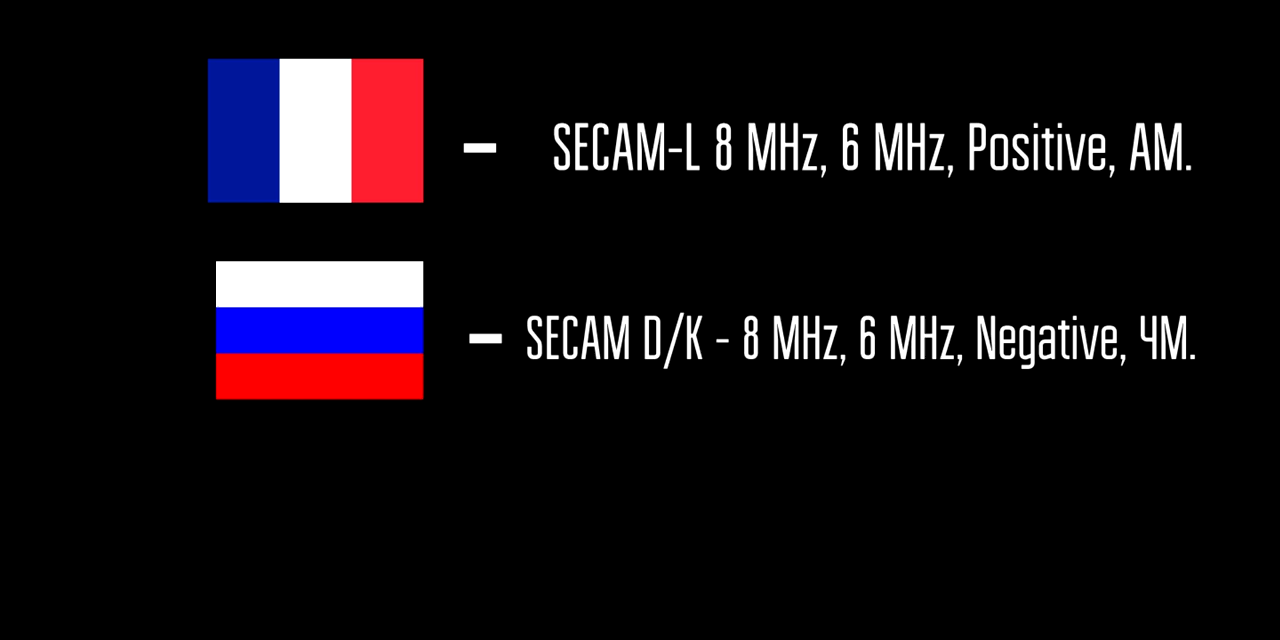 – SECAM-L 8 MHz, 6 MHz, Positive, AM.
– SECAM D/K - 8 MHz, 6 MHz, Negative, ЧМ.